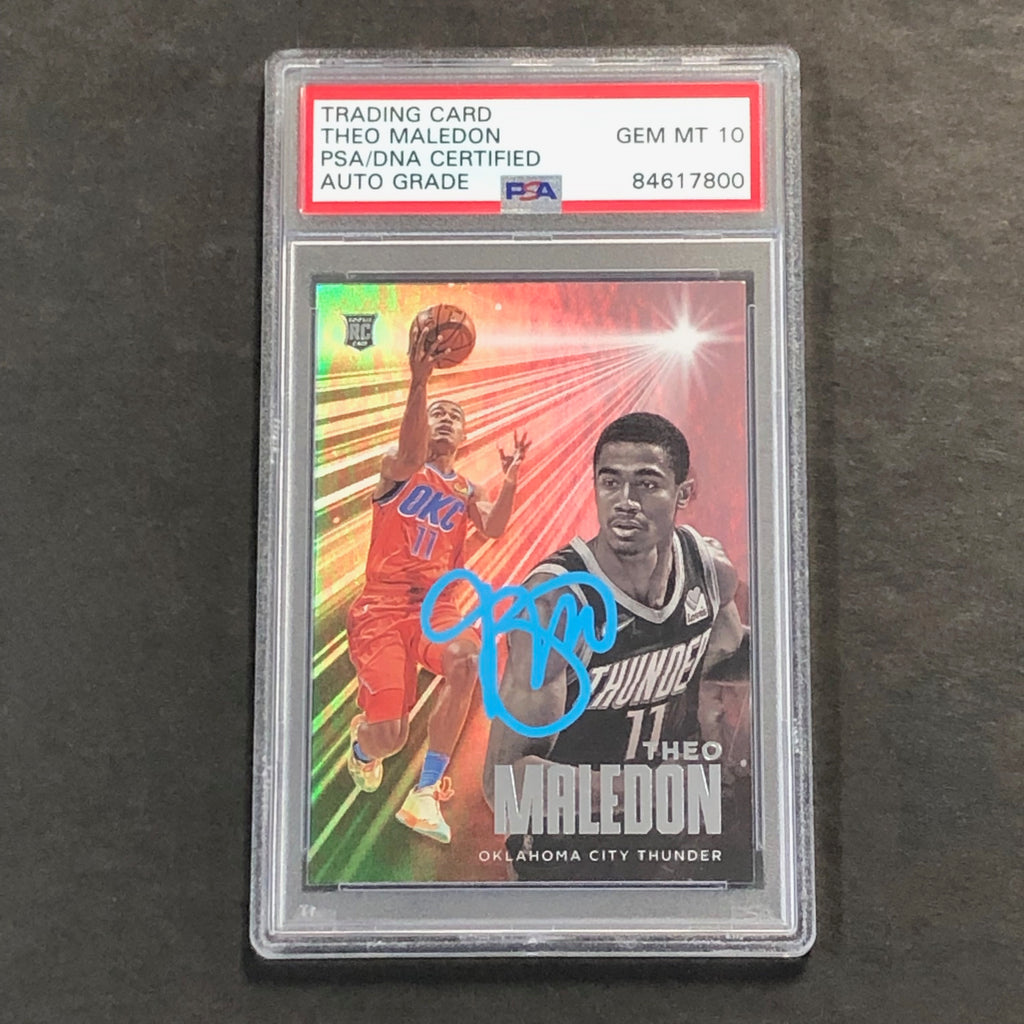 TRADING CARD
THEO MALEDON
PSA/DNA CERTIFIED
AUTO GRADE
GEM MT 10
84617800
PSA
RC
OKC
11
THUNDER
11
THEO
MALEDON
OKLAHOMA CITY THUNDER